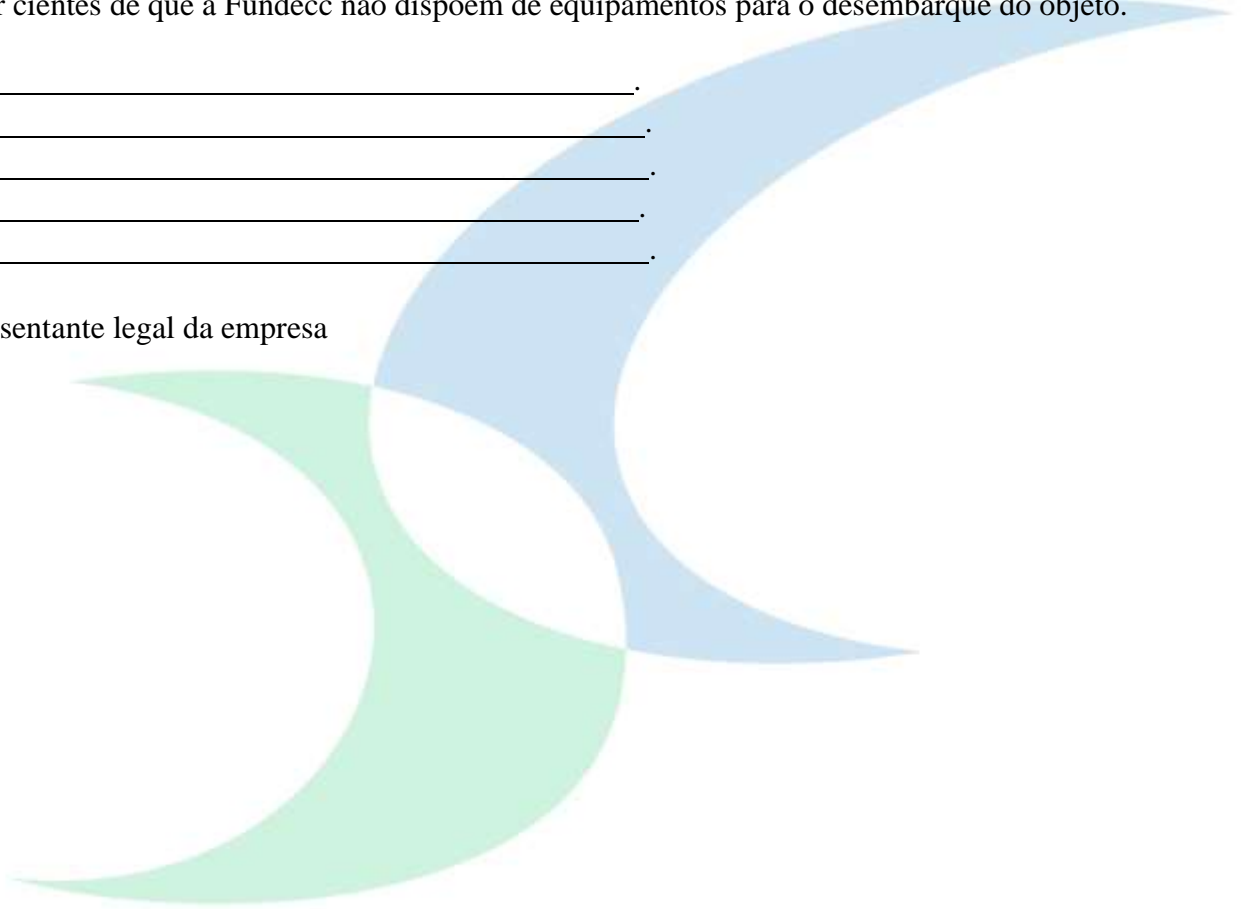 r cientes de que a Fundecc não dispõem de equipamentos para o desembarque do objeto.
.
.
.
.
.
sentante legal da empresa